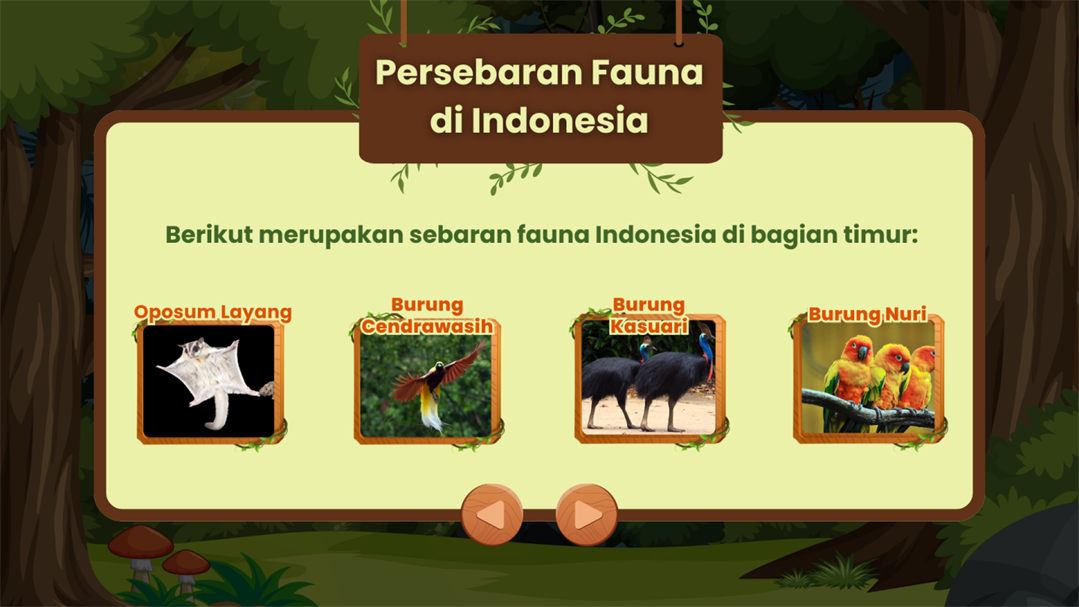 Persebaran Fauna
di Indonesia
Berikut merupakan sebaran fauna Indonesia di bagian timur:
Oposum Layang
Burung
Cendrawasih
Burung
Kasuari
Burung Nuri